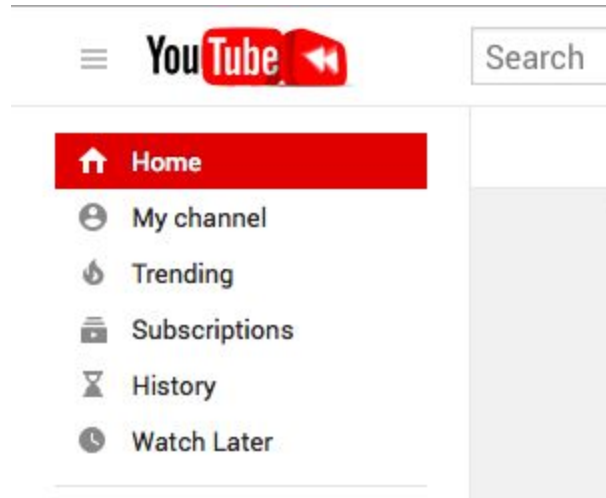 YouTube
Search
Home
My channel
Trending
Subscriptions
History
Watch Later